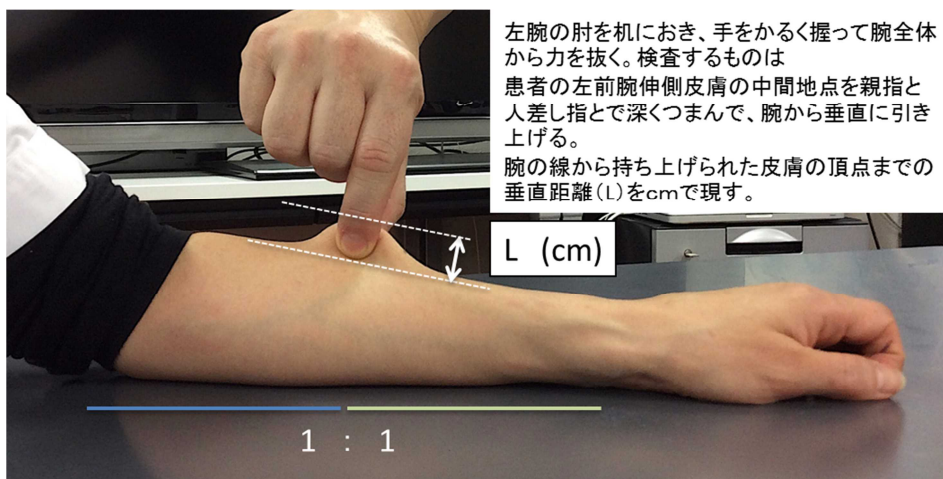 左腕の肘を机におき、手をかるく握って腕全体
から力を抜く。検査するものは
患者の左前腕伸側皮膚の中間地点を親指と
人差し指とで深くつまんで、腕から垂直に引き
上げる。
腕の線から持ち上げられた皮膚の頂点までの
垂直距離（L）をcmで現す。
L (cm)
1 : 1